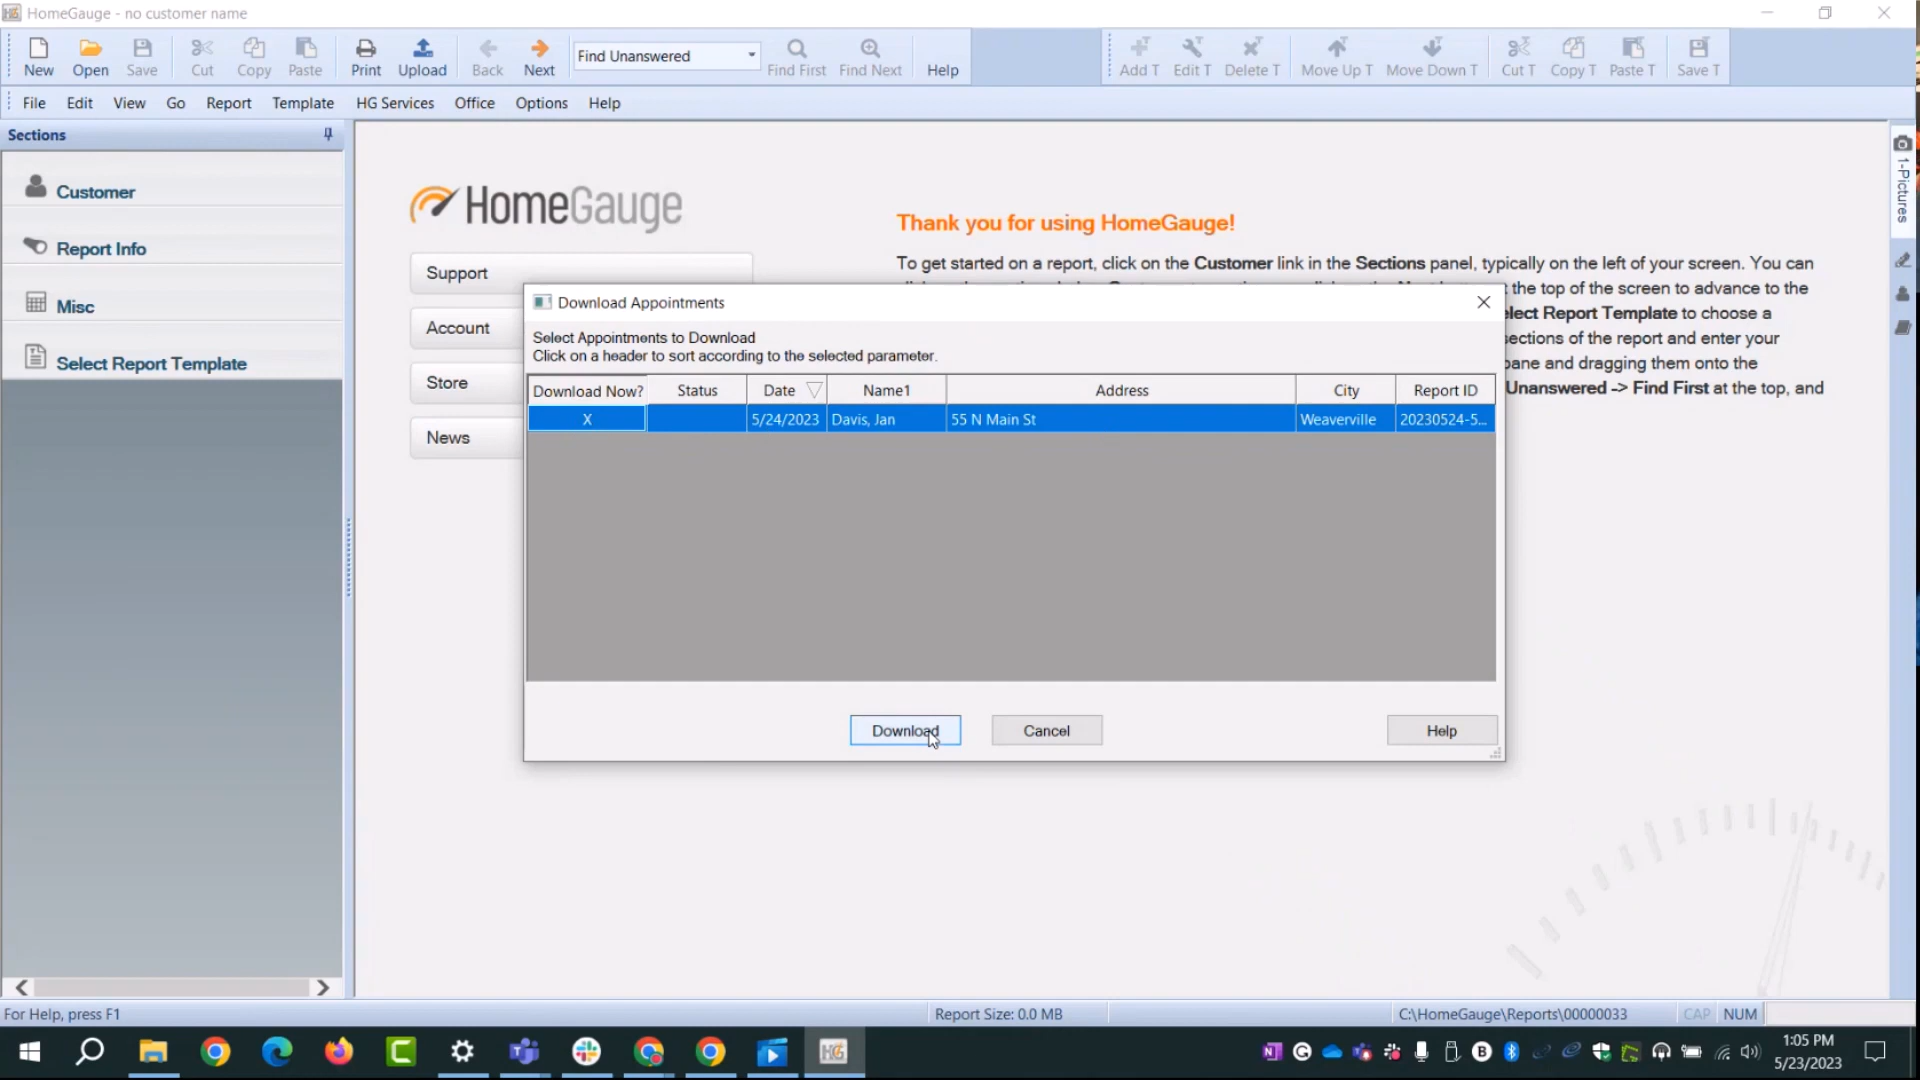 HomeGauge - no customer name
New Open Save Cut Copy Paste Print Upload Back Next Find Unanswered Find First Find Next Help Add T Edit T Delete T Move Up T Move Down T Cut T Copy T Paste T Save T
File Edit View Go Report Template HG Services Office Options Help
Sections
Customer
Report Info
Misc
Select Report Template
HomeGauge
Support
Account
Store
News
Thank you for using HomeGauge!
To get started on a report, click on the Customer link in the Sections panel, typically on the left of your screen. You can
the top of the screen to advance to the
elect Report Template to choose a
sections of the report and enter your
pane and dragging them onto the
Unanswered -> Find First at the top, and
Download Appointments
Select Appointments to Download
Click on a header to sort according to the selected parameter.
Download Now? Status Date Name1 Address City Report ID
X 5/24/2023 Davis, Jan 55 N Main St Weaverville 20230524-5...
Download Cancel Help
1-Pictures
For Help, press F1 Report Size: 0.0 MB C:\HomeGauge\Reports\00000033 CAP NUM
HG
1:05 PM
5/23/2023